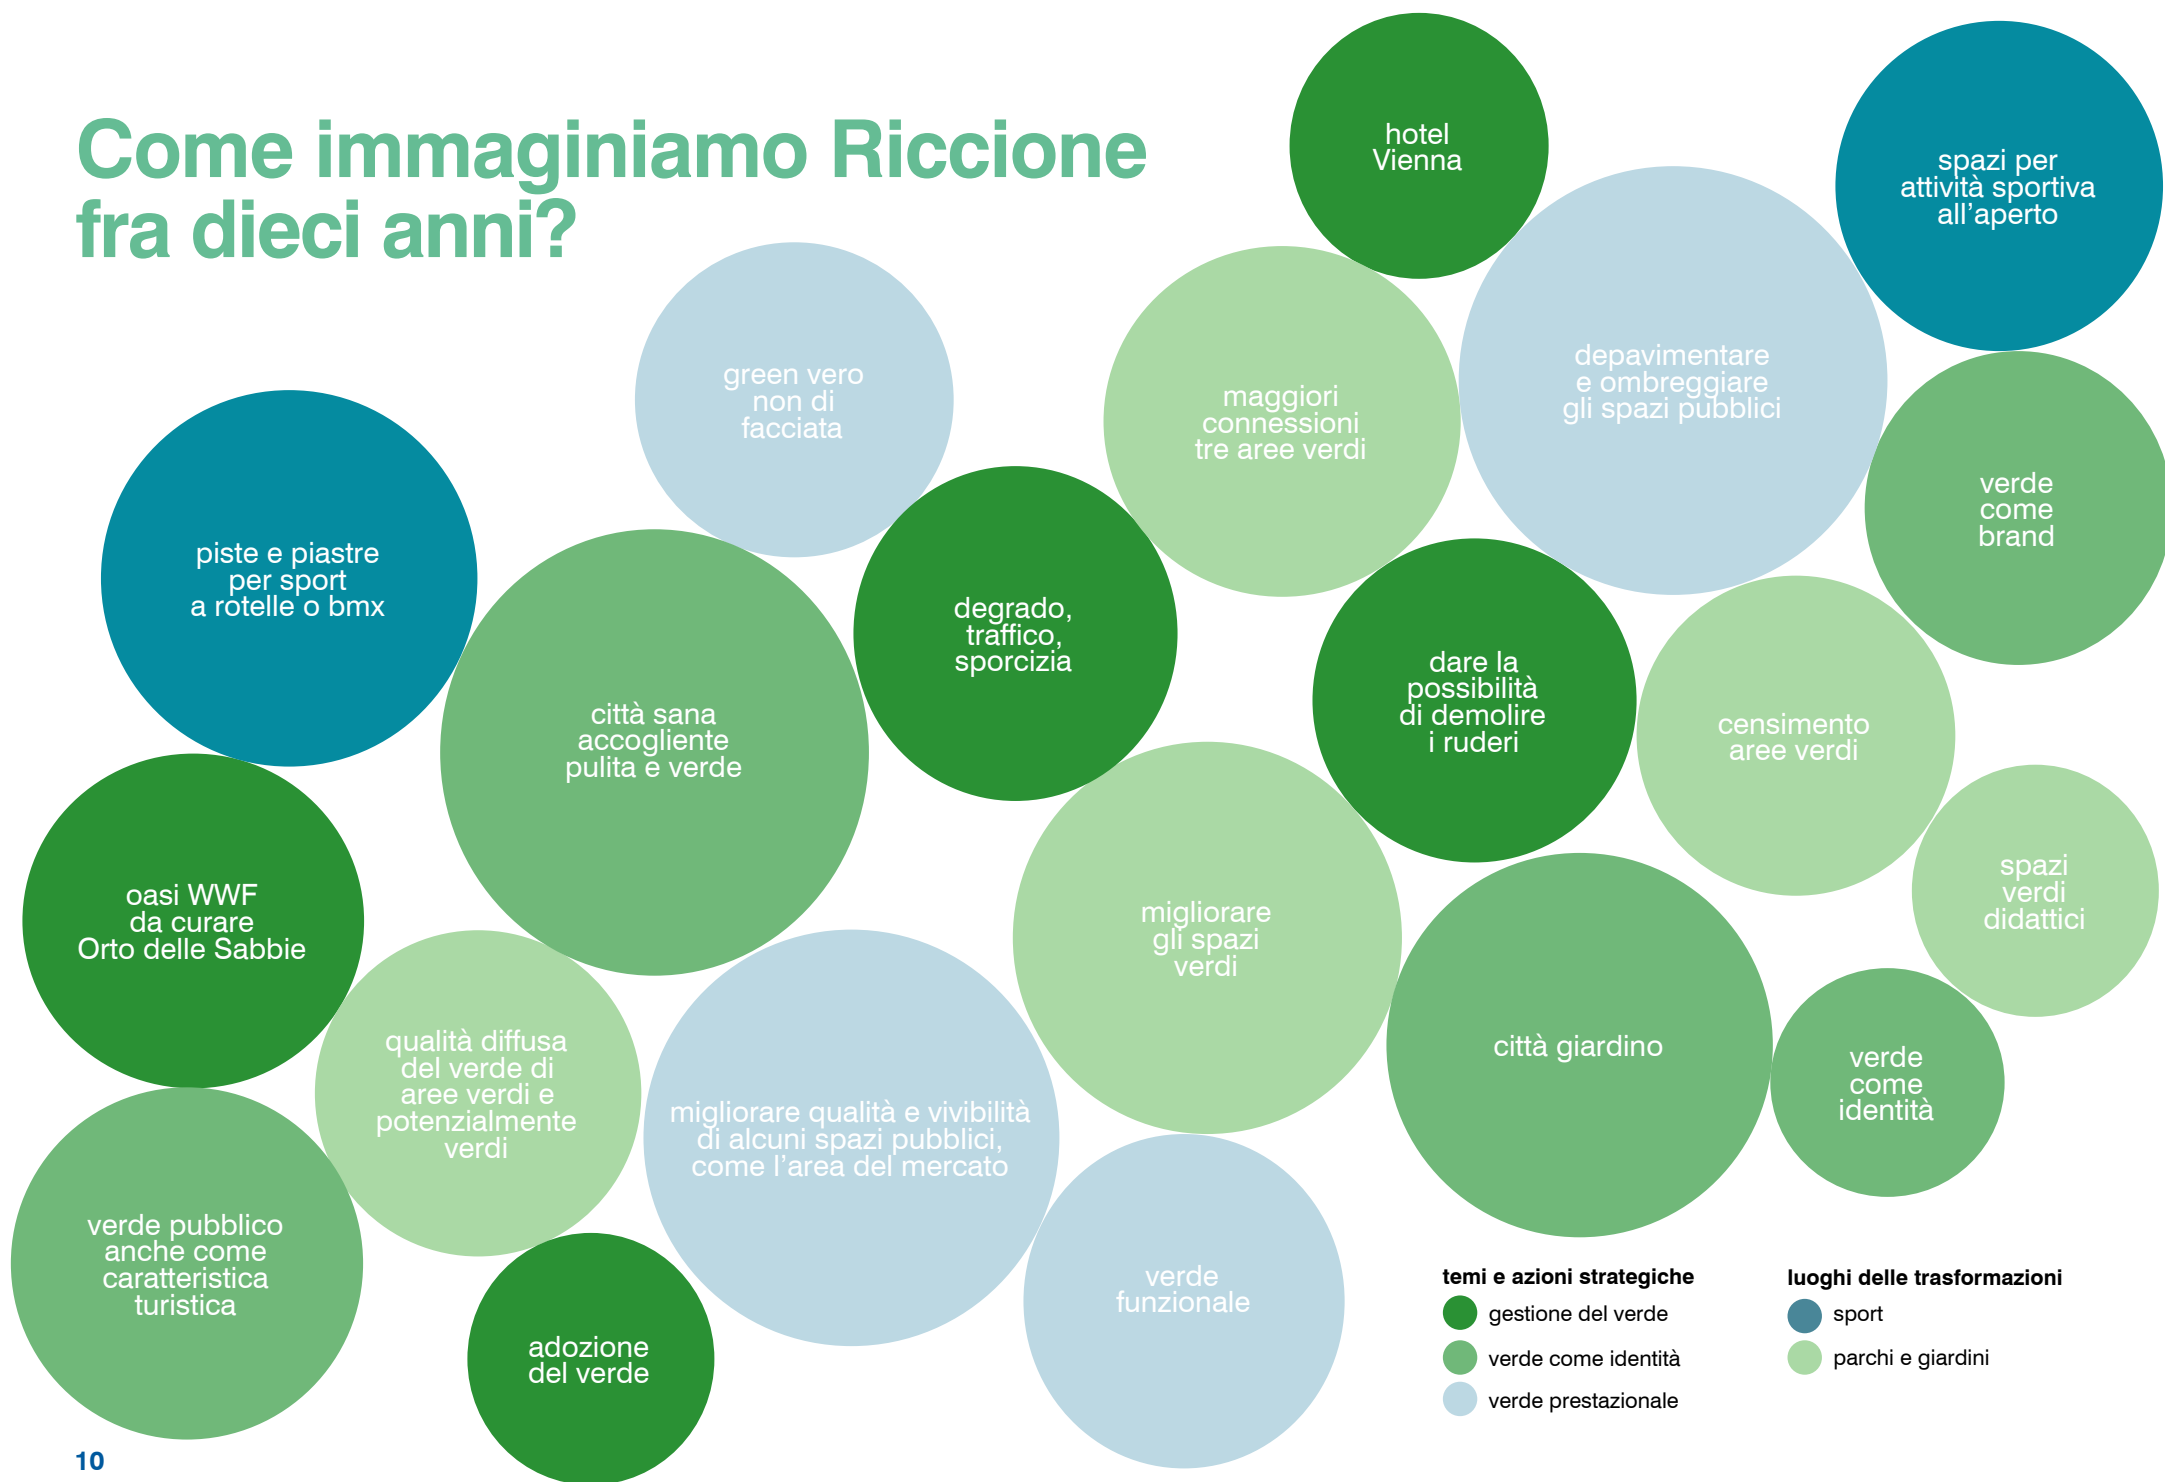 Come immaginiamo Riccione
fra dieci anni?
hotel
Vienna
spazi per
attività sportiva
all’aperto
green vero
non di
facciata
maggiori
connessioni
tre aree verdi
depavimentare
e ombreggiare
gli spazi pubblici
verde
come
brand
piste e piastre
per sport
a rotelle o bmx
degrado,
traffico,
sporcizia
città sana
accogliente
pulita e verde
dare la
possibilità
di demolire
i ruderi
censimento
aree verdi
oasi WWF
da curare
Orto delle Sabbie
migliorare
gli spazi
verdi
spazi
verdi
didattici
qualità diffusa
del verde di
aree verdi e
potenzialmente
verdi
migliorare qualità e vivibilità
di alcuni spazi pubblici,
come l’area del mercato
città giardino
verde
come
identità
verde pubblico
anche come
caratteristica
turistica
adozione
del verde
verde
funzionale
temi e azioni strategiche
gestione del verde
verde come identità
verde prestazionale
luoghi delle trasformazioni
sport
parchi e giardini
10